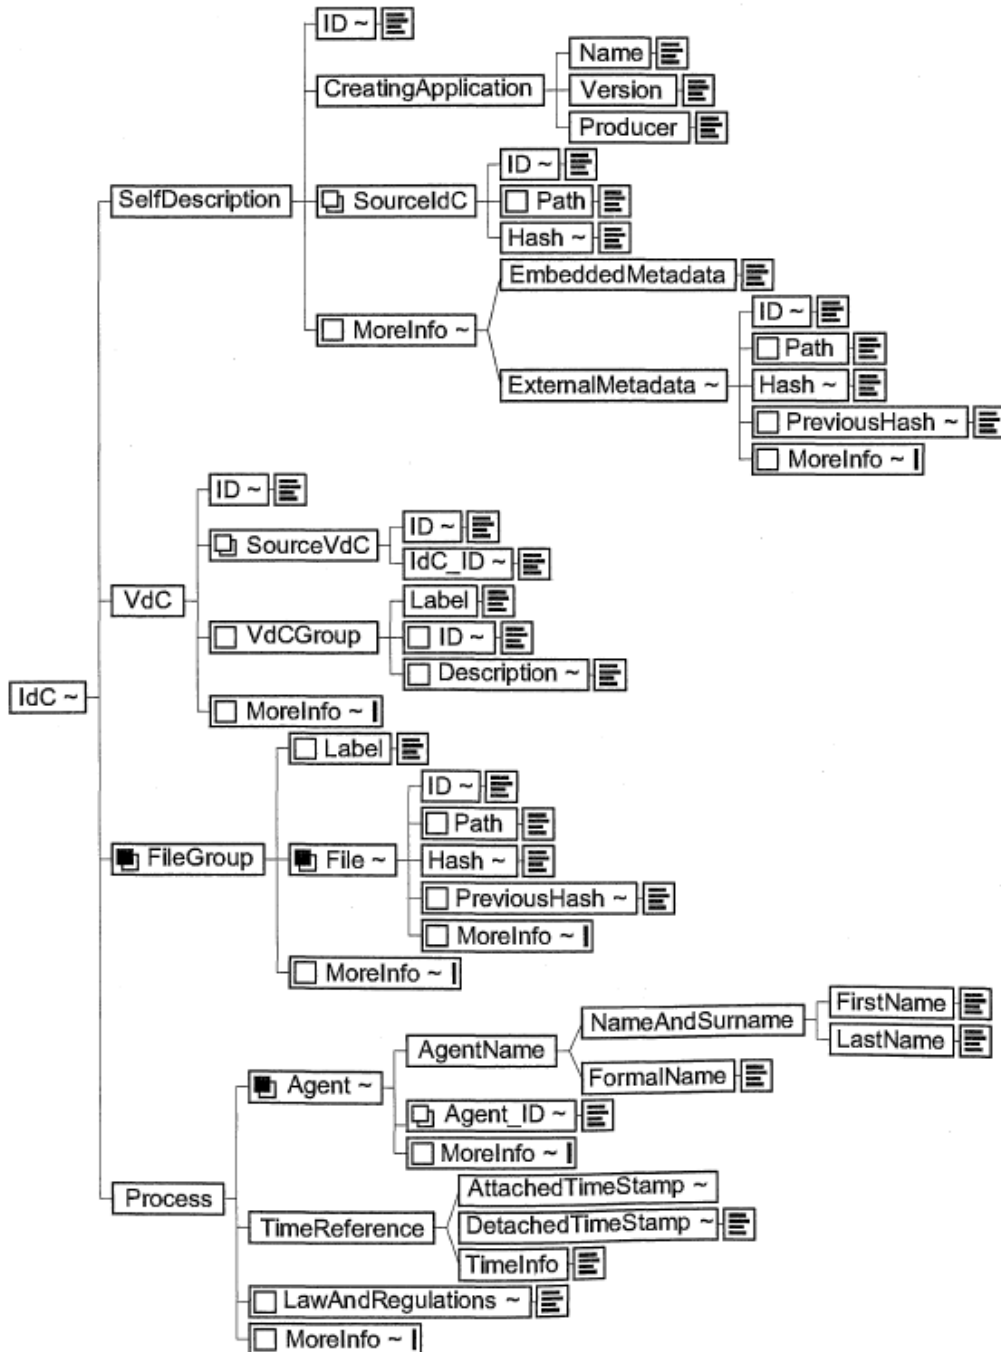 ID ~
CreatingApplication
Name
Version
Producer
SelfDescription
SourceIdC
ID ~
Path
Hash ~
MoreInfo ~
EmbeddedMetadata
ExternalMetadata ~
ID ~
Path
Hash ~
PreviousHash ~
MoreInfo ~
IdC ~
VdC
ID ~
SourceVdC
ID ~
IdC_ID ~
VdCGroup
Label
ID ~
Description ~
MoreInfo ~
FileGroup
Label
File ~
ID ~
Path
Hash ~
PreviousHash ~
MoreInfo ~
MoreInfo ~
Process
Agent ~
AgentName
NameAndSurname
FirstName
LastName
FormalName
Agent_ID ~
MoreInfo ~
TimeReference
AttachedTimeStamp ~
DetachedTimeStamp ~
TimeInfo
LawAndRegulations ~
MoreInfo ~